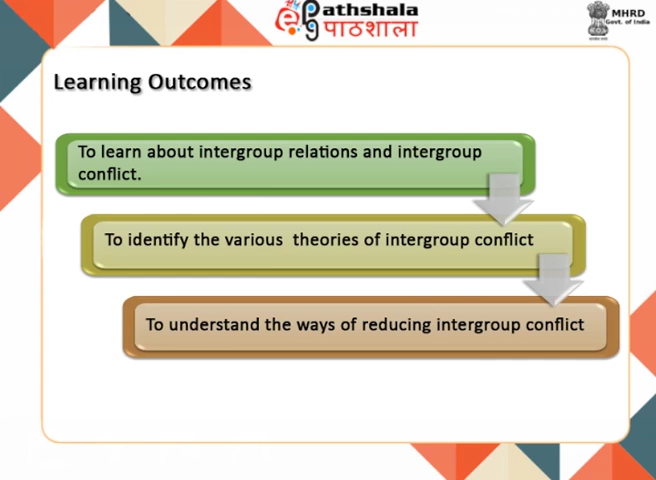 ePathshala
पाठशाला
MHRD
Govt. of India
Learning Outcomes
To learn about intergroup relations and intergroup
conflict.
To identify the various  theories of intergroup conflict
To understand the ways of reducing intergroup conflict